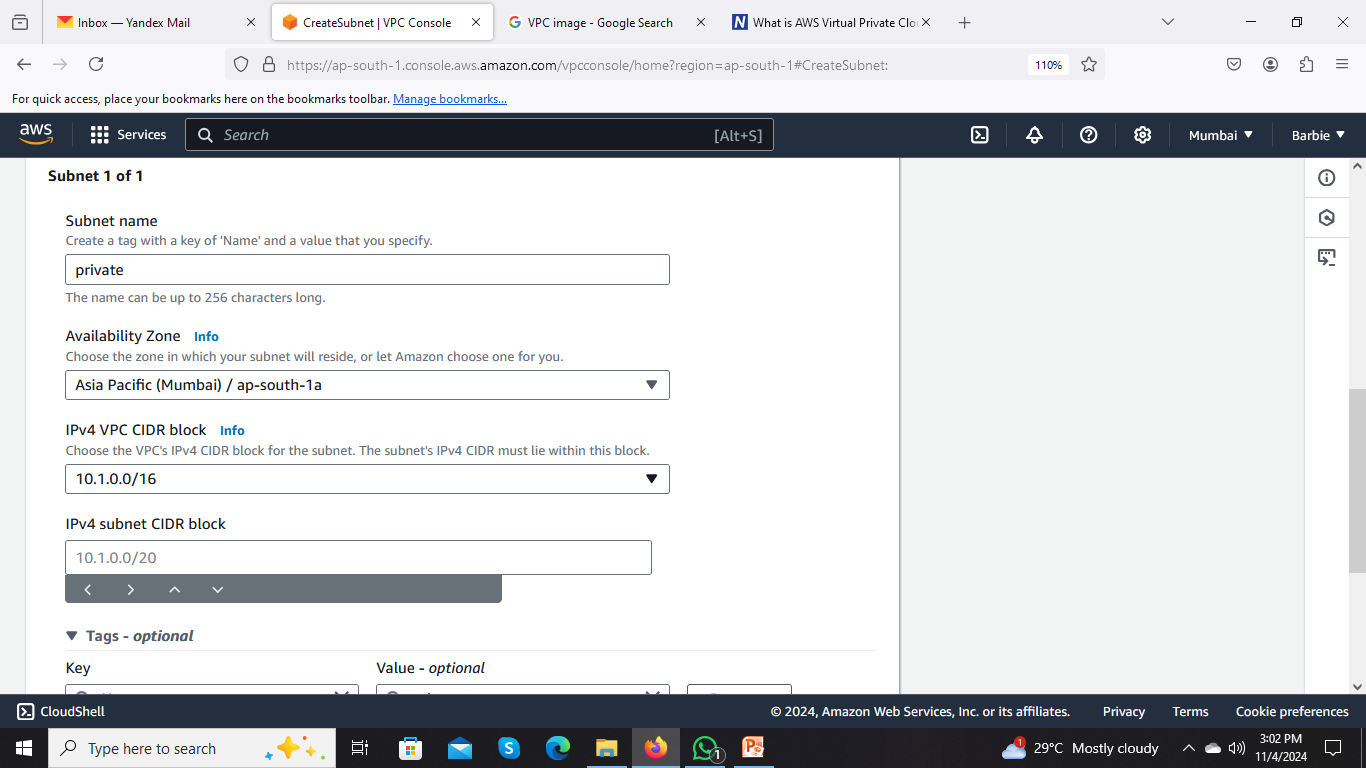 Inbox — Yandex Mail
CreateSubnet | VPC Console
VPC image - Google Search
What is AWS Virtual Private Clo
https://ap-south-1.console.aws.amazon.com/vpcconsole/home?region=ap-south-1#CreateSubnet:
110%
For quick access, place your bookmarks here on the bookmarks toolbar. Manage bookmarks...
aws
Services
Search
[Alt+S]
Mumbai
Barbie
Subnet 1 of 1
Subnet name
Create a tag with a key of 'Name' and a value that you specify.
private
The name can be up to 256 characters long.
Availability Zone Info
Choose the zone in which your subnet will reside, or let Amazon choose one for you.
Asia Pacific (Mumbai) / ap-south-1a
IPv4 VPC CIDR block Info
Choose the VPC's IPv4 CIDR block for the subnet. The subnet's IPv4 CIDR must lie within this block.
10.1.0.0/16
IPv4 subnet CIDR block
10.1.0.0/20
Tags - optional
Key
Value - optional
CloudShell
© 2024, Amazon Web Services, Inc. or its affiliates.
Privacy
Terms
Cookie preferences
Type here to search
1
1
29°C Mostly cloudy
3:02 PM
11/4/2024